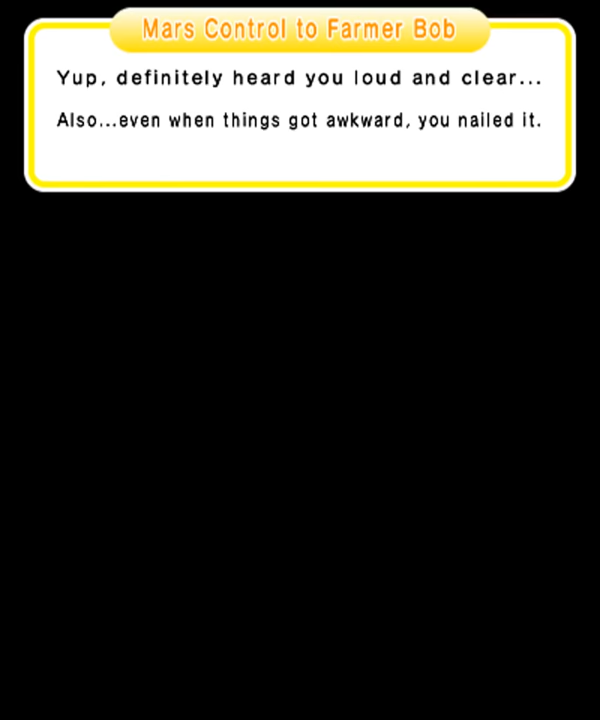 Mars Control to Farmer Bob
Yup, definitely heard you loud and clear...
Also...even when things got awkward, you nailed it.